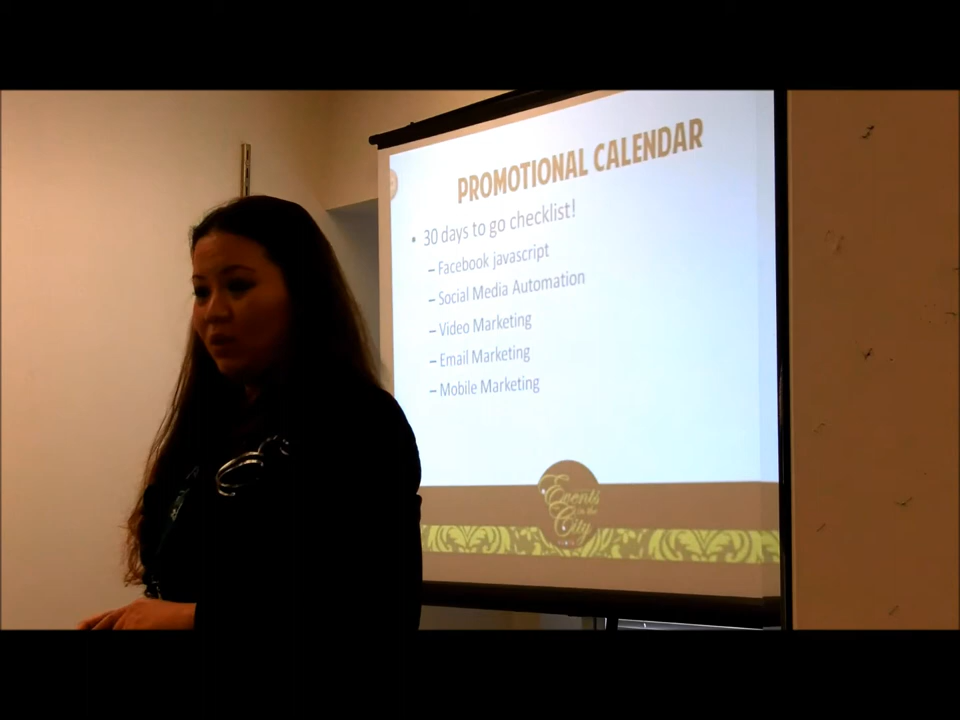 PROMOTIONAL CALENDAR
• 30 days to go checklist!
– Facebook javascript
– Social Media Automation
– Video Marketing
– Email Marketing
– Mobile Marketing
Events
in the
City